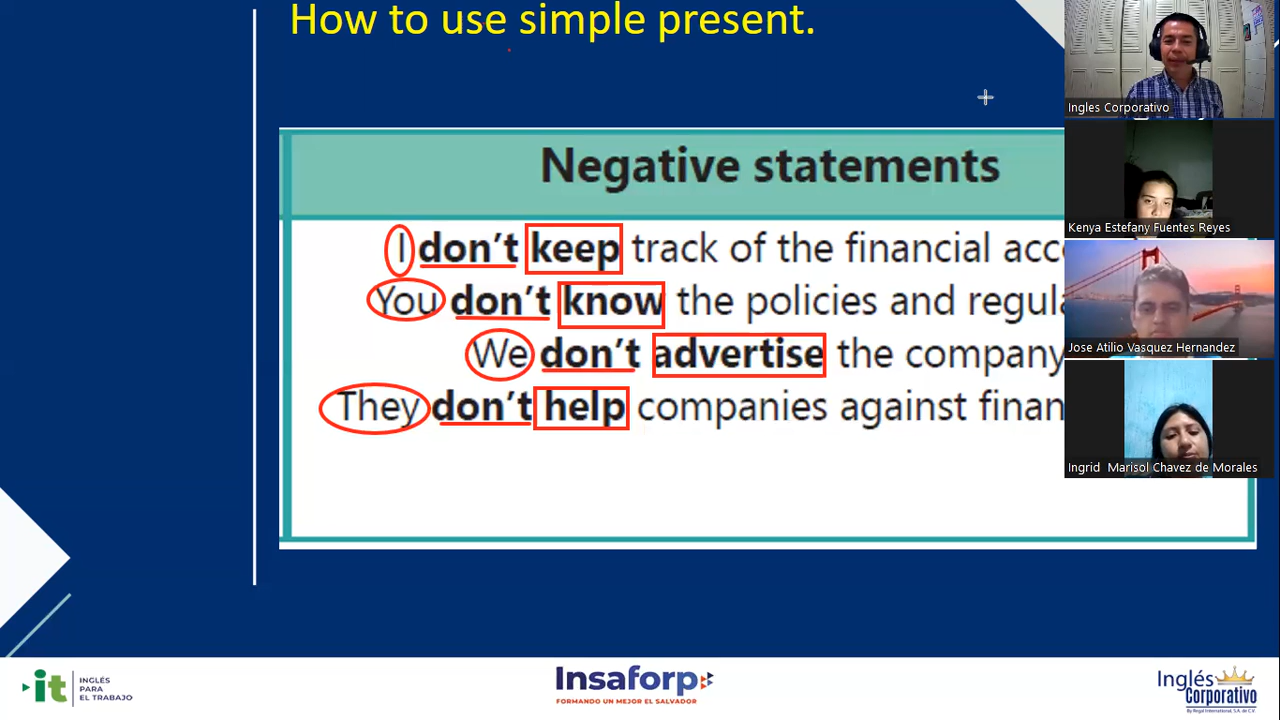 How to use simple present.
Negative statements
I don't keep track of the financial acc
You don't know the policies and regula
We don't advertise the company
They don't help companies against finan
Ingles Corporativo
Kenya Estefany Fuentes Reyes
Jose Atilio Vasquez Hernandez
Ingrid Marisol Chavez de Morales
it
INGLÉS
PARA
EL TRABAJO
Insaforp
FORMANDO UN MEJOR EL SALVADOR
Inglés
Corporativo
By Regal International, S.A. de C.V.